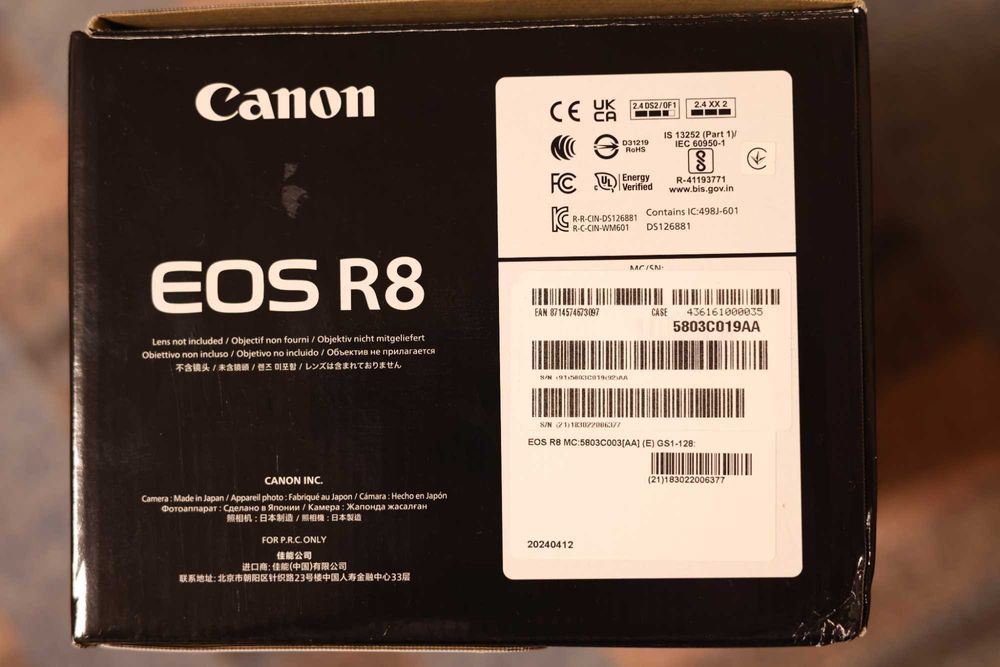 Canon
EOS R8
Lens not included / Objectif non fourni / Objektiv nicht mitgeliefert
Obiettivo non incluso / Objetivo no incluido / Объектив не прилагается
不含镜头 / 未含鏡頭 / 렌즈 미포함 / レンズは含まれておりません
CANON INC.
Camera : Made in Japan / Appareil photo : Fabriqué au Japon / Cámara : Hecho en Japón
Фотоаппарат : Сделано в Японии / Камера : Жапонда жасалған
照相机 : 日本制造 / 照相機 : 日本製造
FOR P.R.C. ONLY
佳能公司
进口商: 佳能(中国)有限公司
联系地址: 北京市朝阳区针织路23号楼中国人寿金融中心33层
CE UK CA
2.4 DS2/OF1
2.4 XX 2
D31219
RoHS
IS 13252 (Part 1)/
IEC 60950-1
R-41193771
www.bis.gov.in
FC
UL Energy
Verified
R-R-CIN-DS126881
R-C-CIN-WM601
Contains IC:498J-601
DS126881
MC/SN:
EAN 8714574673097
CASE 436161000035
5803C019AA
S/N (91)5803C019(92)AA
S/N (21)183022006377
EOS R8 MC:5803C003[AA] (E) GS1-128:
(21)183022006377
20240412